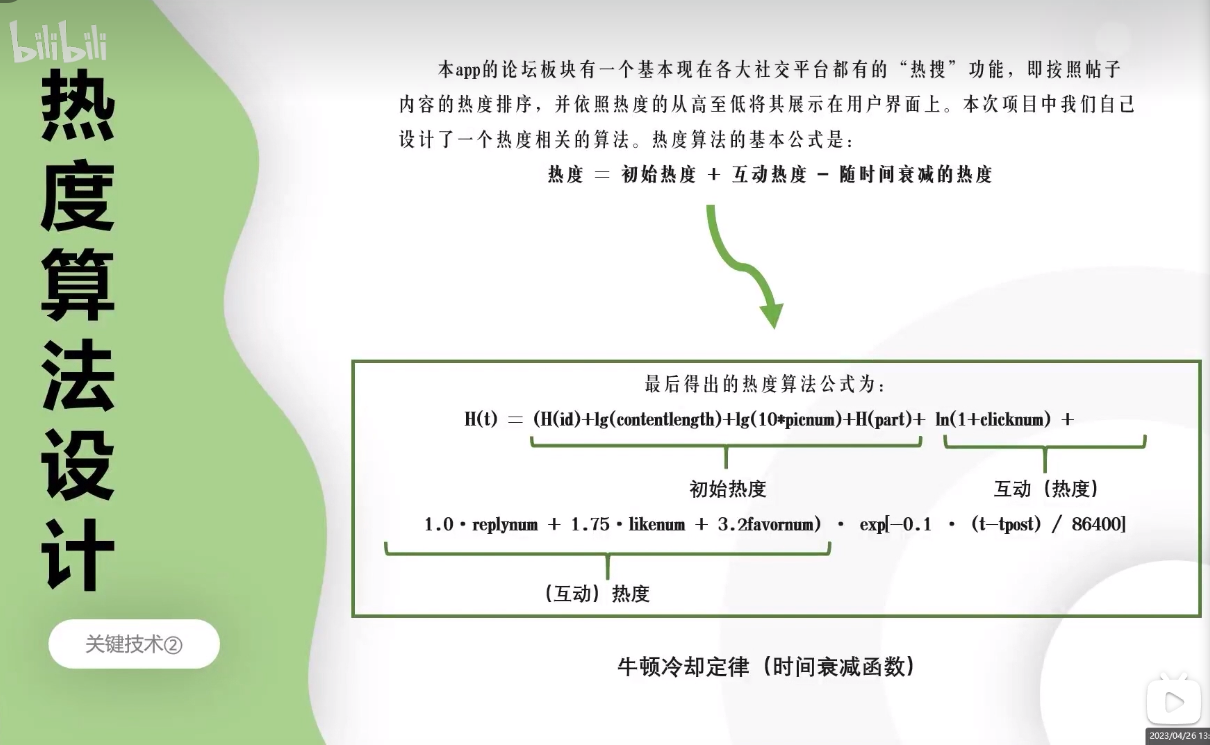 bilibili
热度算法设计
关键技术②
本app的论坛板块有一个基本现在各大社交平台都有的“热搜”功能，即按照帖子
内容的热度排序，并依照热度的从高至低将其展示在用户界面上。本次项目中我们自己
设计了一个热度相关的算法。热度算法的基本公式是：
热度 = 初始热度 + 互动热度 - 随时间衰减的热度
最后得出的热度算法公式为：
H(t) = (H(id)+lg(contentlength)+lg(10*picnum)+H(part)+ ln(1+clicknum) +
初始热度 互动（热度）
1.0·replynum + 1.75·likenum + 3.2favornum) · exp[-0.1 · (t-tpost) / 86400]
（互动）热度
牛顿冷却定律（时间衰减函数）
2023/04/26 13: